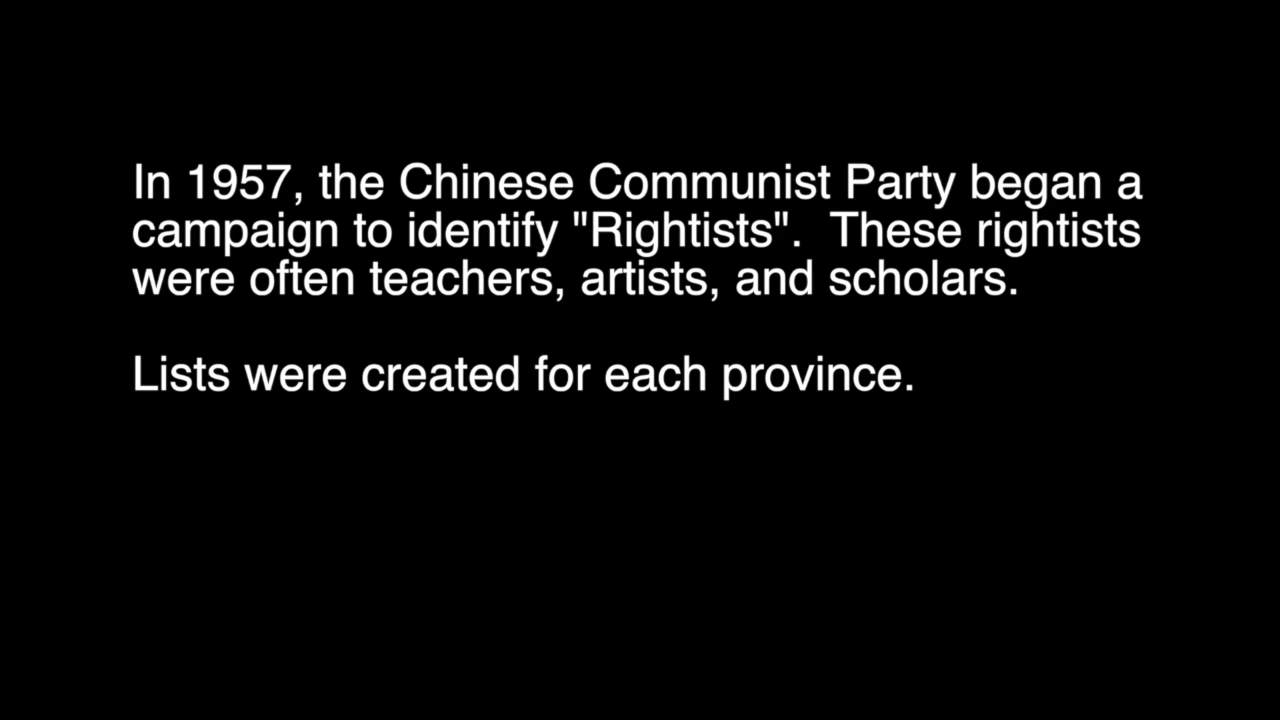 In 1957, the Chinese Communist Party began a
campaign to identify "Rightists".  These rightists
were often teachers, artists, and scholars.
Lists were created for each province.